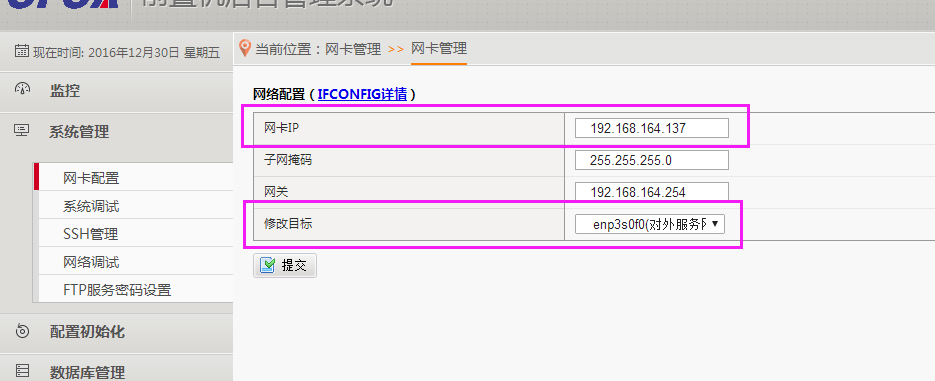 现在时间: 2016年12月30日 星期五
监控
系统管理
网卡配置
系统调试
SSH管理
网络调试
FTP服务密码设置
配置初始化
数据库管理
当前位置：网卡管理 >> 网卡管理
网络配置（IFCONFIG详情）
网卡IP 192.168.164.137
子网掩码 255.255.255.0
网关 192.168.164.254
修改目标 enp3s0f0(对外服务
提交